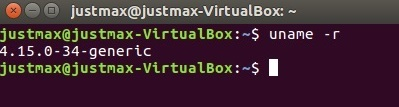 justmax@justmax-VirtualBox: ~
justmax@justmax-VirtualBox:~$ uname -r
4.15.0-34-generic
justmax@justmax-VirtualBox:~$